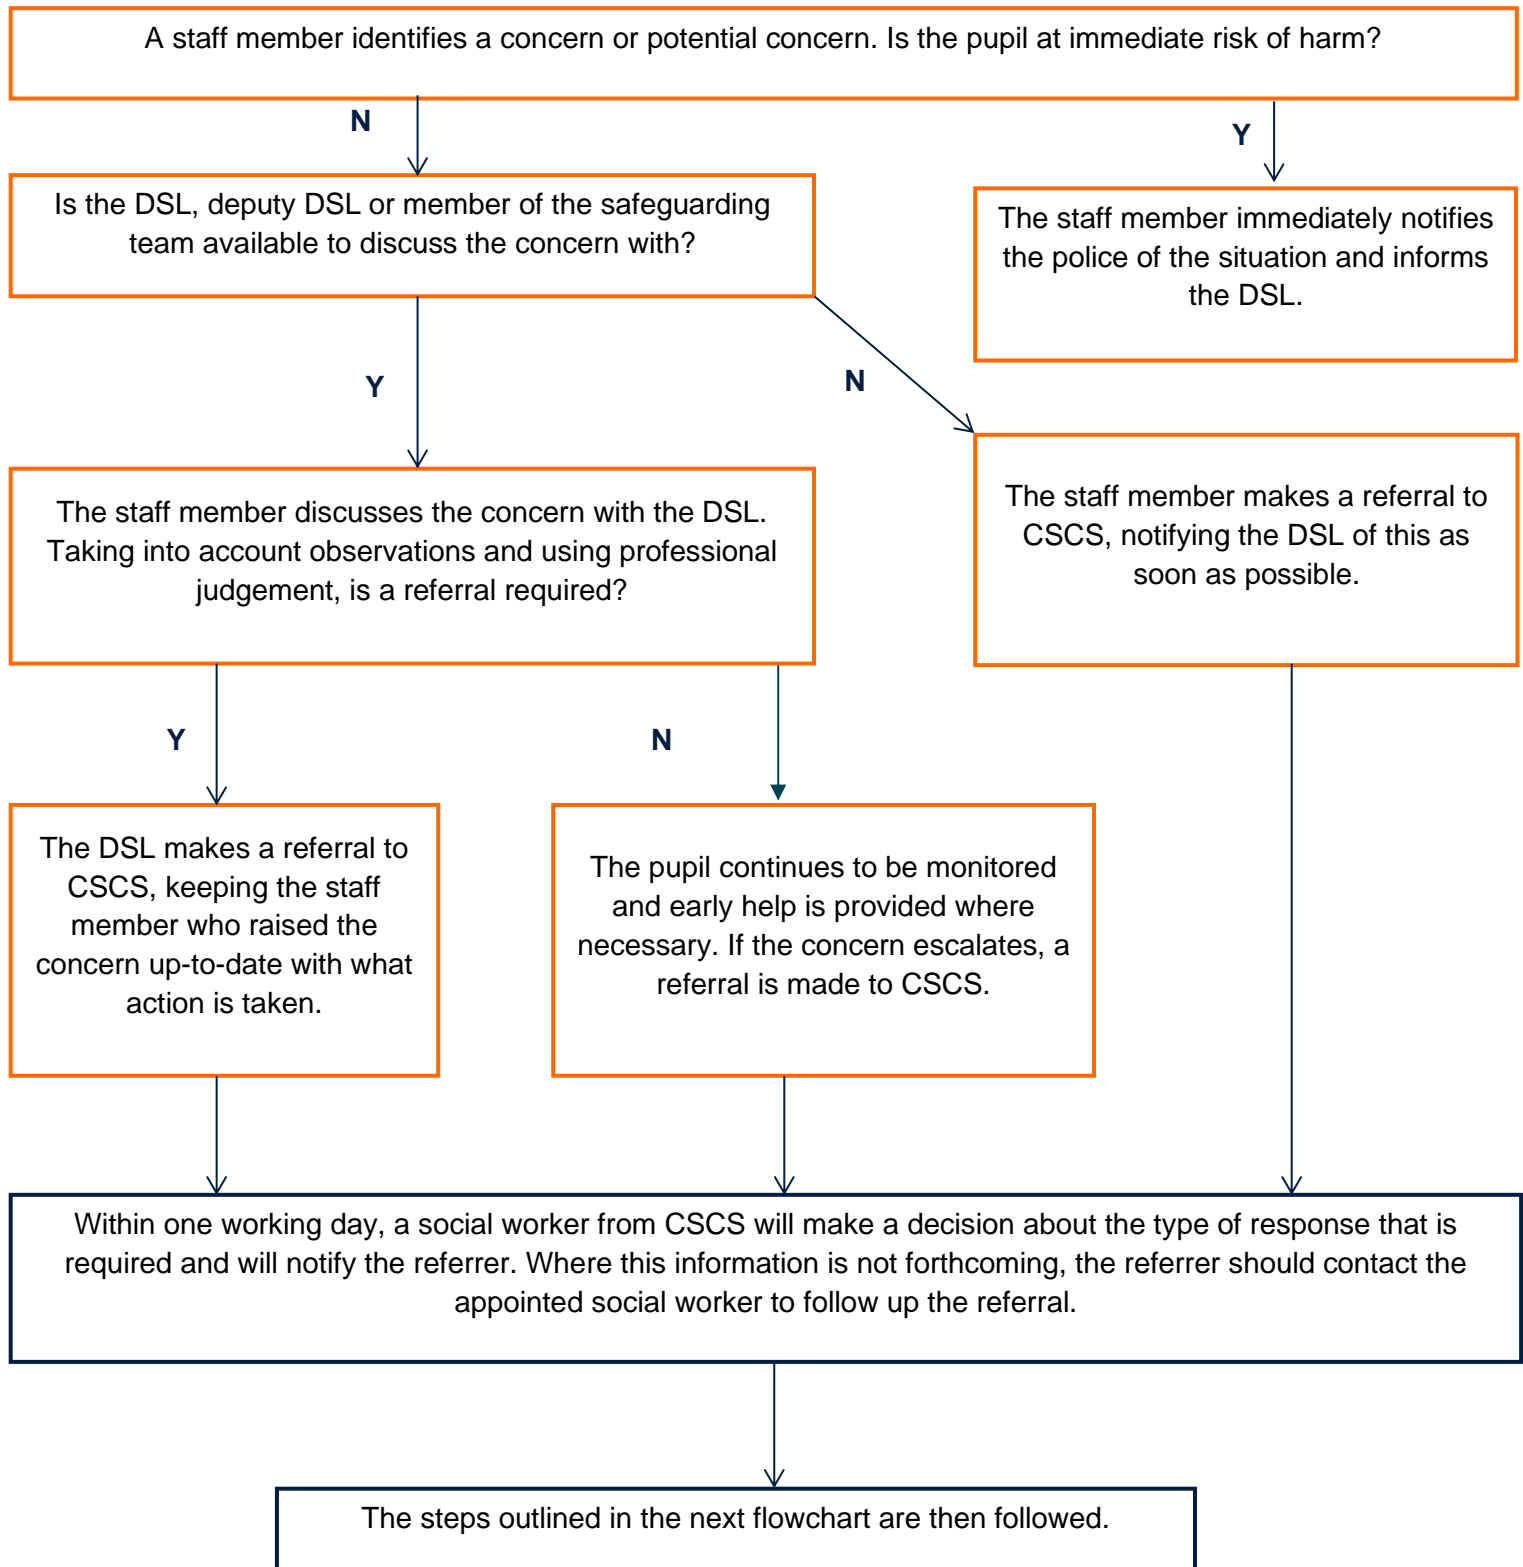 A staff member identifies a concern or potential concern. Is the pupil at immediate risk of harm?
N
Y
Is the DSL, deputy DSL or member of the safeguarding
team available to discuss the concern with?
The staff member immediately notifies
the police of the situation and informs
the DSL.
Y
N
The staff member discusses the concern with the DSL.
Taking into account observations and using professional
judgement, is a referral required?
The staff member makes a referral to
CSCS, notifying the DSL of this as
soon as possible.
Y
N
The DSL makes a referral to
CSCS, keeping the staff
member who raised the
concern up-to-date with what
action is taken.
The pupil continues to be monitored
and early help is provided where
necessary. If the concern escalates, a
referral is made to CSCS.
Within one working day, a social worker from CSCS will make a decision about the type of response that is
required and will notify the referrer. Where this information is not forthcoming, the referrer should contact the
appointed social worker to follow up the referral.
The steps outlined in the next flowchart are then followed.